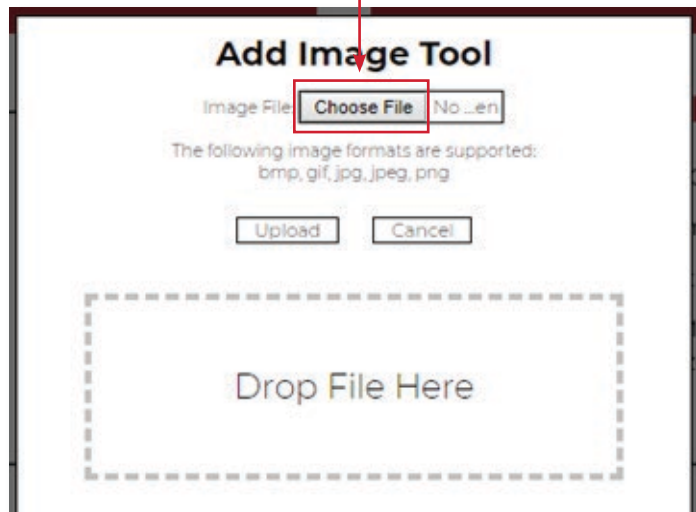 Add Image Tool
Image File: Choose File No ...en
The following image formats are supported:
bmp, gif, jpg, jpeg, png
Upload Cancel
Drop File Here